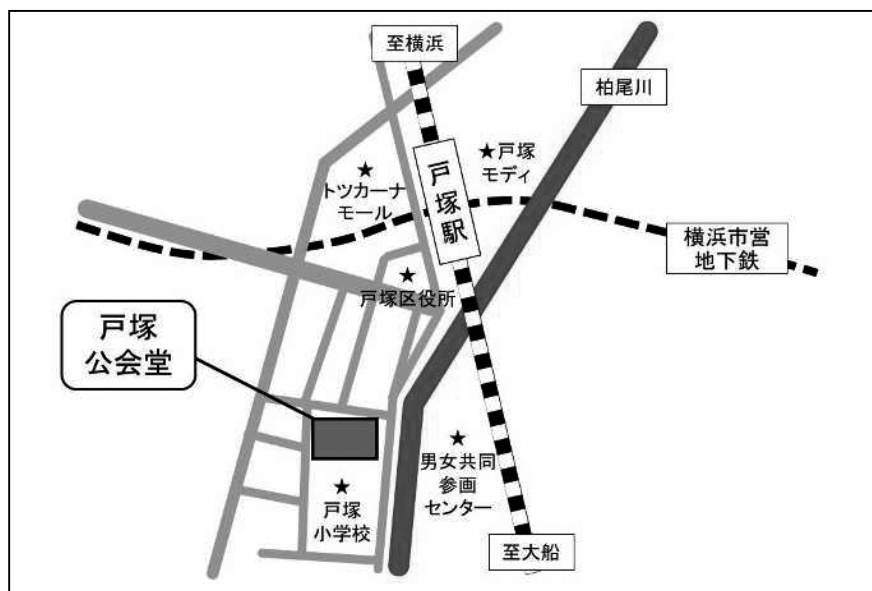 至横浜
柏尾川
★戸塚
モディ
★
トツカーナ
モール
戸塚駅
横浜市営
地下鉄
★
戸塚区役所
戸塚
公会堂
★
男女共同
参画
センター
★
戸塚
小学校
至大船